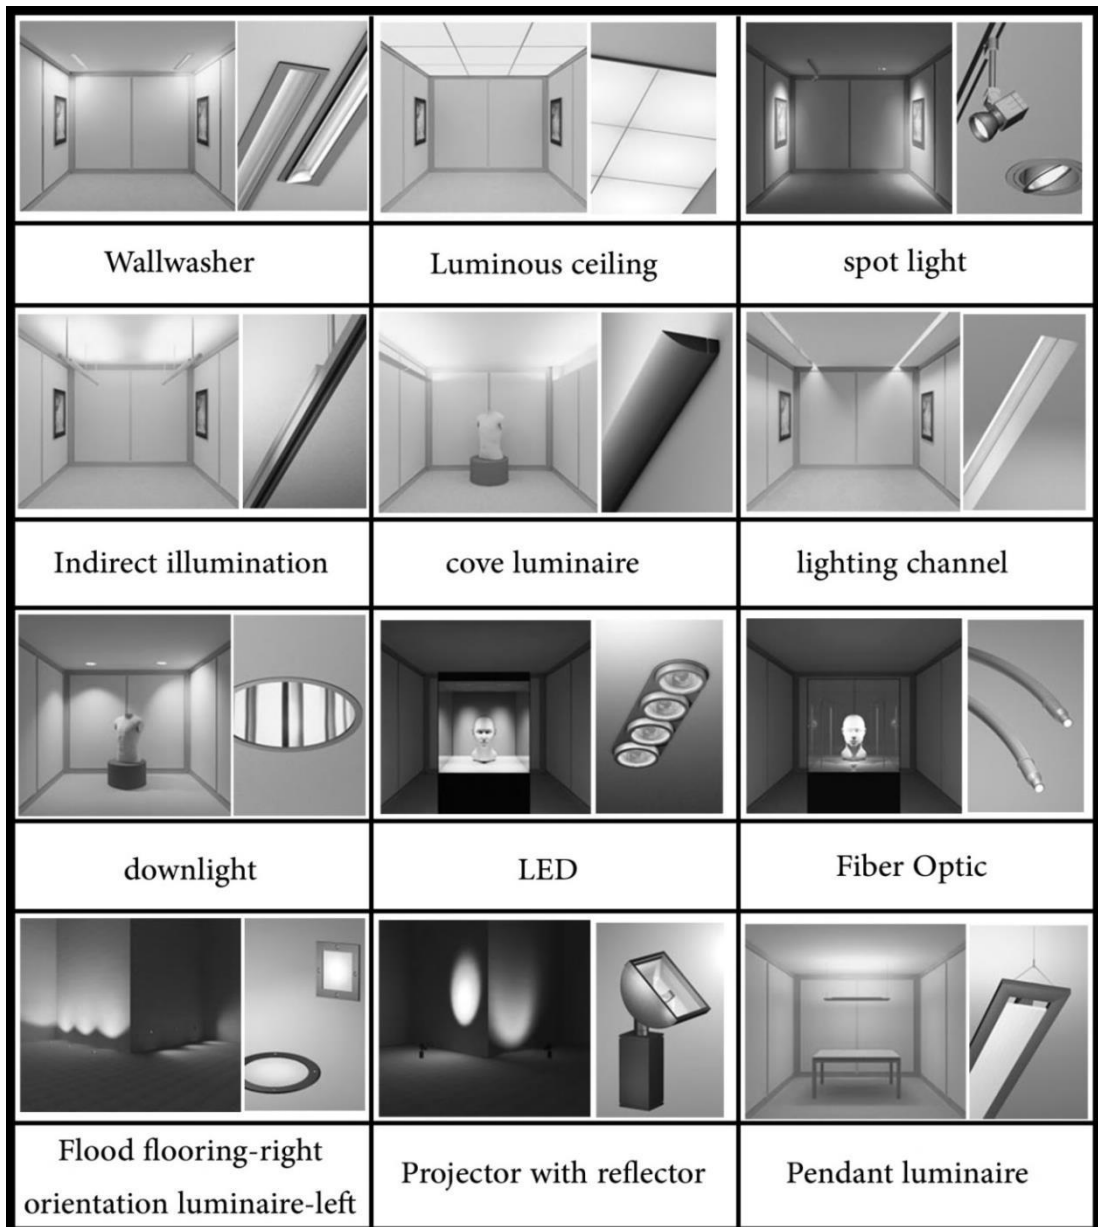 Wallwasher
Luminous ceiling
spot light
Indirect illumination
cove luminaire
lighting channel
downlight
LED
Fiber Optic
Flood flooring-right
orientation luminaire-left
Projector with reflector
Pendant luminaire